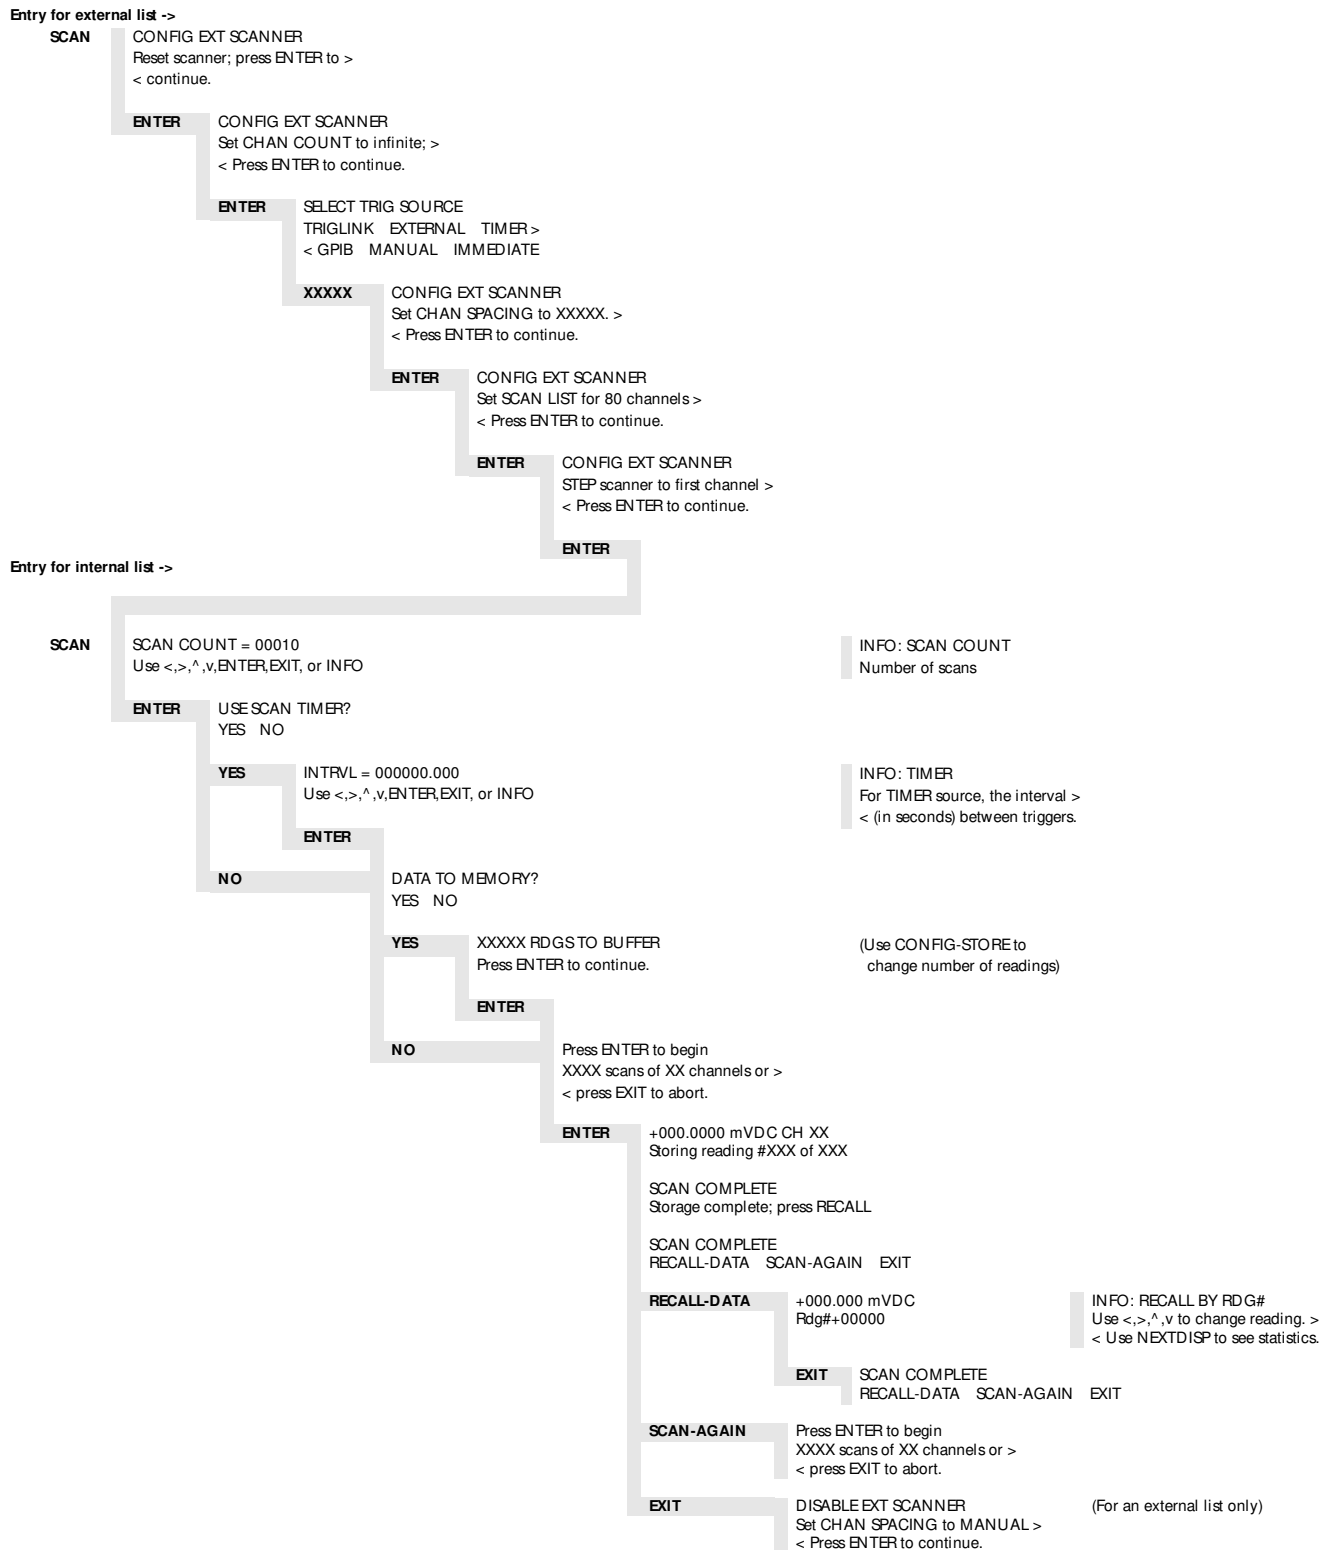 Entry for external list ->
SCAN CONFIG EXT SCANNER
Reset scanner; press ENTER to >
< continue.
ENTER CONFIG EXT SCANNER
Set CHAN COUNT to infinite; >
< Press ENTER to continue.
ENTER SELECT TRIG SOURCE
TRIGLINK EXTERNAL TIMER >
< GPIB MANUAL IMMEDIATE
XXXXX CONFIG EXT SCANNER
Set CHAN SPACING to XXXXX. >
< Press ENTER to continue.
ENTER CONFIG EXT SCANNER
Set SCAN LIST for 80 channels >
< Press ENTER to continue.
ENTER CONFIG EXT SCANNER
STEP scanner to first channel >
< Press ENTER to continue.
ENTER
Entry for internal list ->
SCAN SCAN COUNT = 00010 INFO: SCAN COUNT
Use <,>,^,v,ENTER,EXIT, or INFO Number of scans
ENTER USE SCAN TIMER?
YES NO
YES INTRVL = 000000.000 INFO: TIMER
Use <,>,^,v,ENTER,EXIT, or INFO For TIMER source, the interval >
< (in seconds) between triggers.
ENTER
NO DATA TO MEMORY?
YES NO
YES XXXXX RDGS TO BUFFER (Use CONFIG-STORE to
Press ENTER to continue. change number of readings)
ENTER
NO Press ENTER to begin
XXXX scans of XX channels or >
< press EXIT to abort.
ENTER +000.0000 mVDC CH XX
Storing reading #XXX of XXX
SCAN COMPLETE
Storage complete; press RECALL
SCAN COMPLETE
RECALL-DATA SCAN-AGAIN EXIT
RECALL-DATA +000.000 mVDC INFO: RECALL BY RDG#
Rdg#+00000 Use <,>,^,v to change reading. >
< Use NEXTDISP to see statistics.
EXIT SCAN COMPLETE
RECALL-DATA SCAN-AGAIN EXIT
SCAN-AGAIN Press ENTER to begin
XXXX scans of XX channels or >
< press EXIT to abort.
EXIT DISABLE EXT SCANNER (For an external list only)
Set CHAN SPACING to MANUAL >
< Press ENTER to continue.